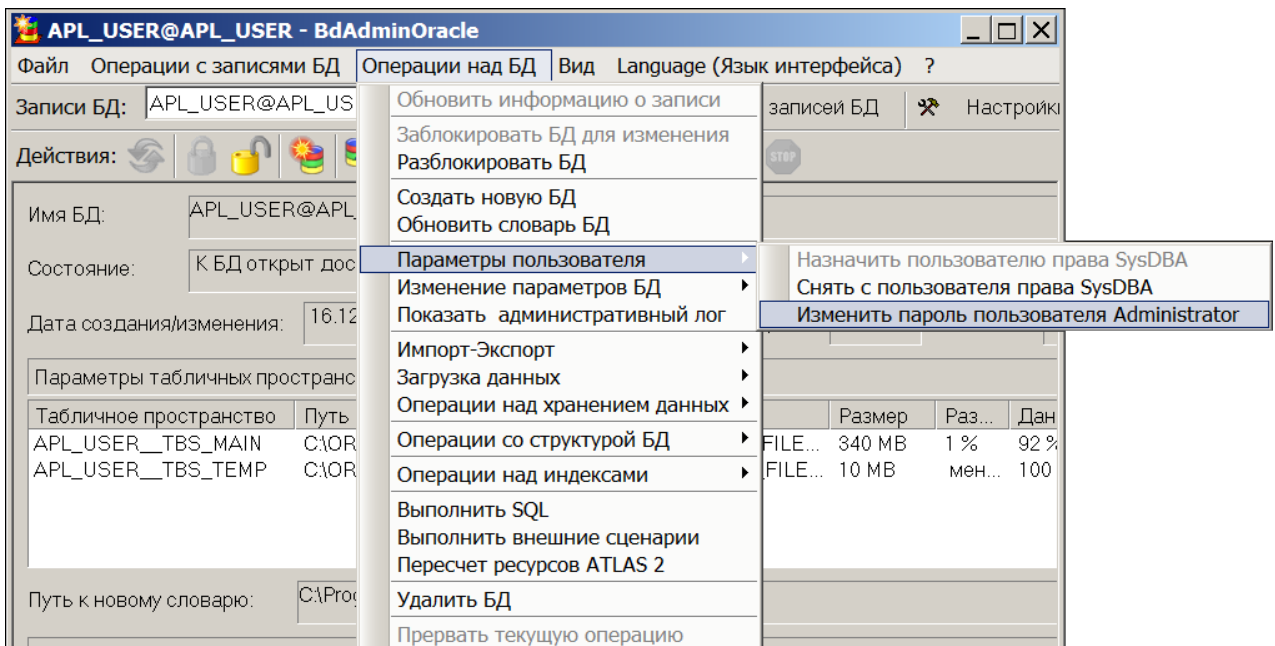 APL_USER@APL_USER - BdAdminOracle
Файл Операции с записями БД Операции над БД Вид Language (Язык интерфейса) ?
Записи БД: APL_USER@APL_US записей БД Настройки
Действия: STOP
Имя БД: APL_USER@APL_
Состояние: К БД открыт дос
Дата создания/изменения: 16.12
Параметры табличных пространс
Табличное пространство Путь Размер Раз... Дан
APL_USER__TBS_MAIN C:\OR FILE... 340 MB 1 % 92 %
APL_USER__TBS_TEMP C:\OR FILE... 10 MB мен... 100
Путь к новому словарю: C:\Prog
Обновить информацию о записи
Заблокировать БД для изменения
Разблокировать БД
Создать новую БД
Обновить словарь БД
Параметры пользователя
Изменение параметров БД
Показать административный лог
Импорт-Экспорт
Загрузка данных
Операции над хранением данных
Операции со структурой БД
Операции над индексами
Выполнить SQL
Выполнить внешние сценарии
Пересчет ресурсов ATLAS 2
Удалить БД
Прервать текущую операцию
Назначить пользователю права SysDBA
Снять с пользователя права SysDBA
Изменить пароль пользователя Administrator